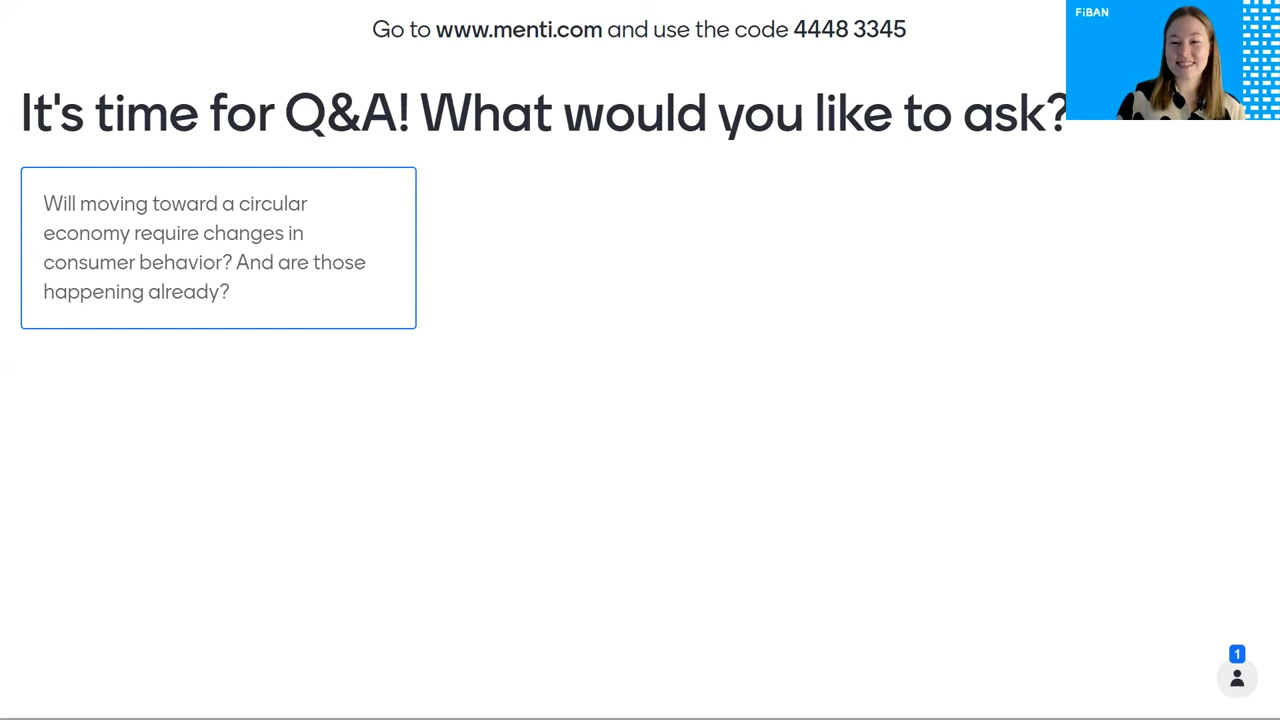 Go to www.menti.com and use the code 4448 3345
FiBAN
It's time for Q&A! What would you like to ask?
Will moving toward a circular
economy require changes in
consumer behavior? And are those
happening already?
1